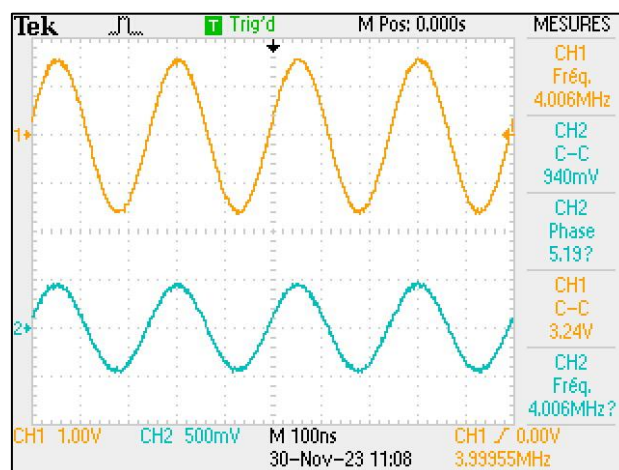 Tek T Trig'd M Pos: 0.000s MESURES
CH1
Fréq.
4.006MHz
1
CH2
C-C
940mV
CH2
Phase
5.19?
CH1
C-C
3.24V
2
CH2
Fréq.
4.006MHz?
CH1 1.00V CH2 500mV M 100ns CH1 0.00V
30-Nov-23 11:08 3.99955MHz